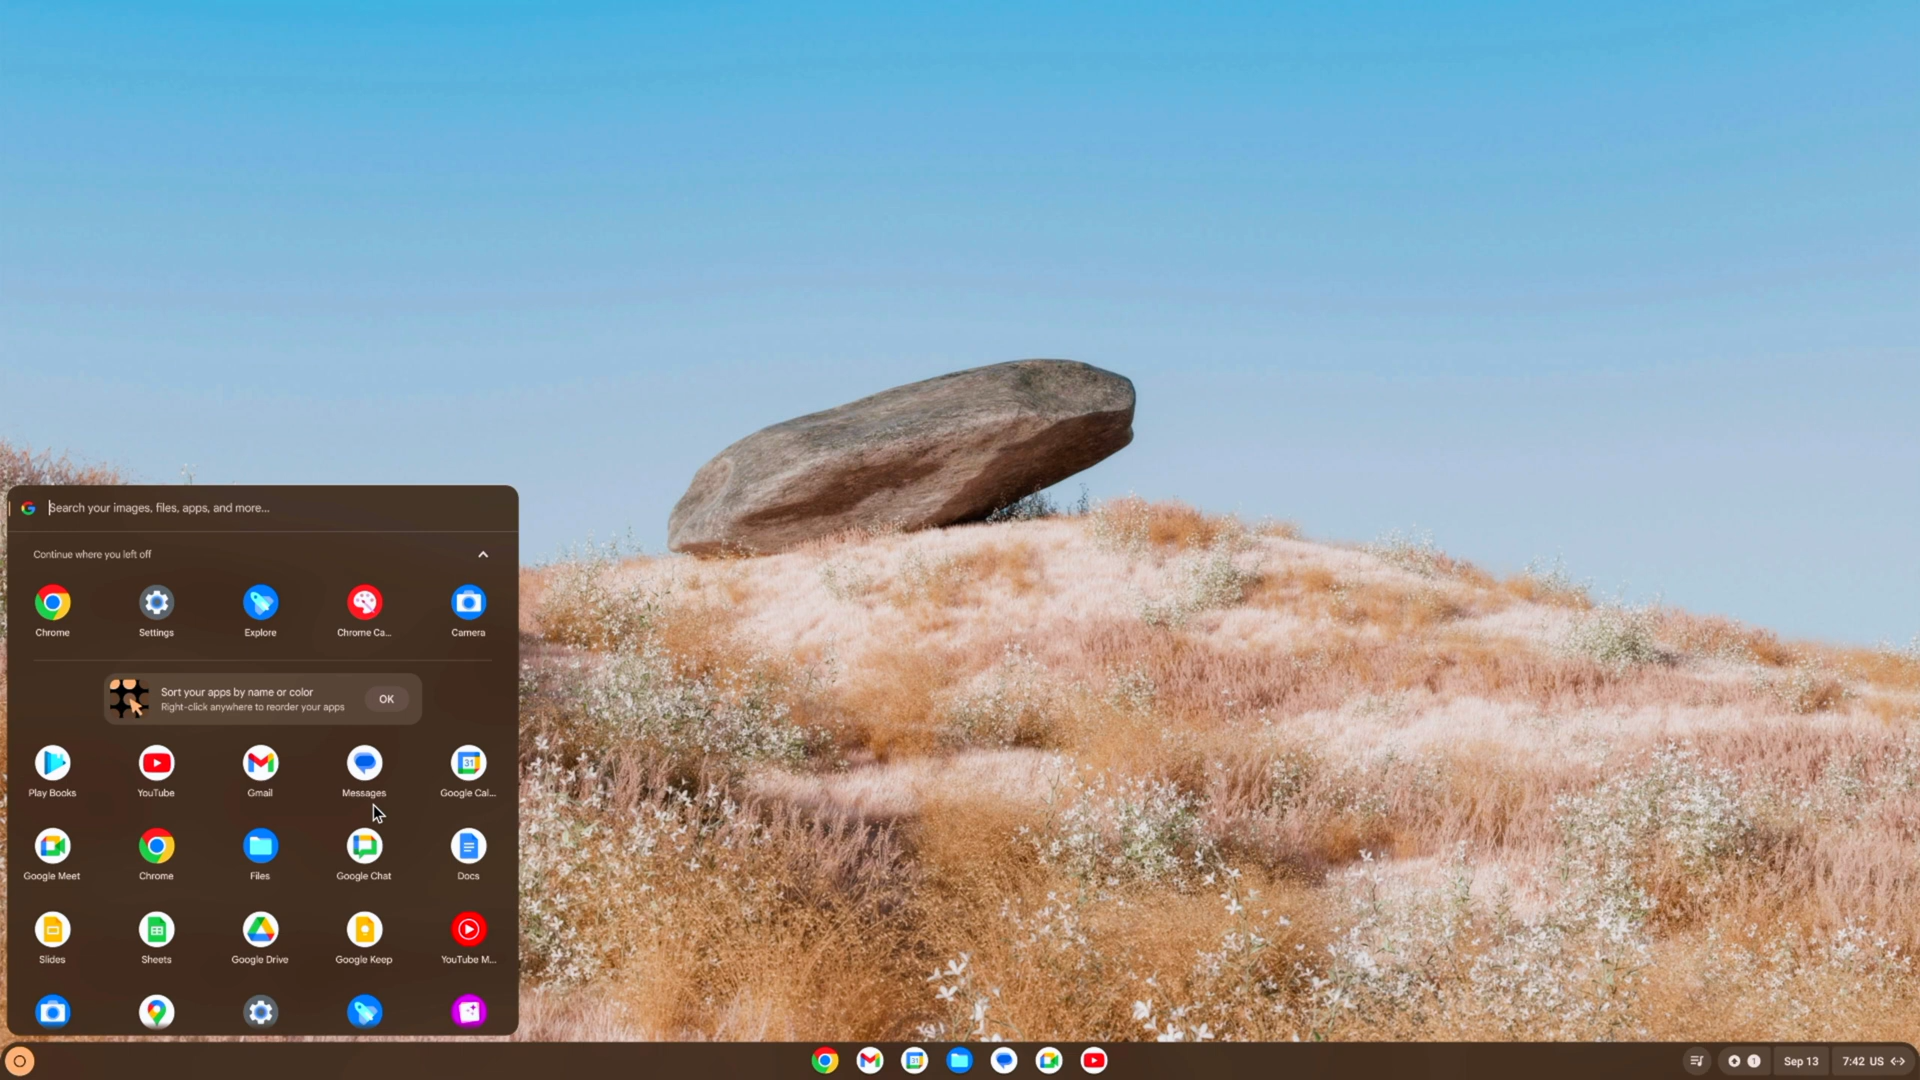 Search your images, files, apps, and more...
Continue where you left off
Chrome
Settings
Explore
Chrome Ca...
Camera
Sort your apps by name or color
Right-click anywhere to reorder your apps
OK
Play Books
YouTube
Gmail
Messages
31
Google Cal...
Google Meet
Chrome
Files
Google Chat
Docs
Slides
Sheets
Google Drive
Google Keep
YouTube M...
31
1
Sep 13
7:42 US